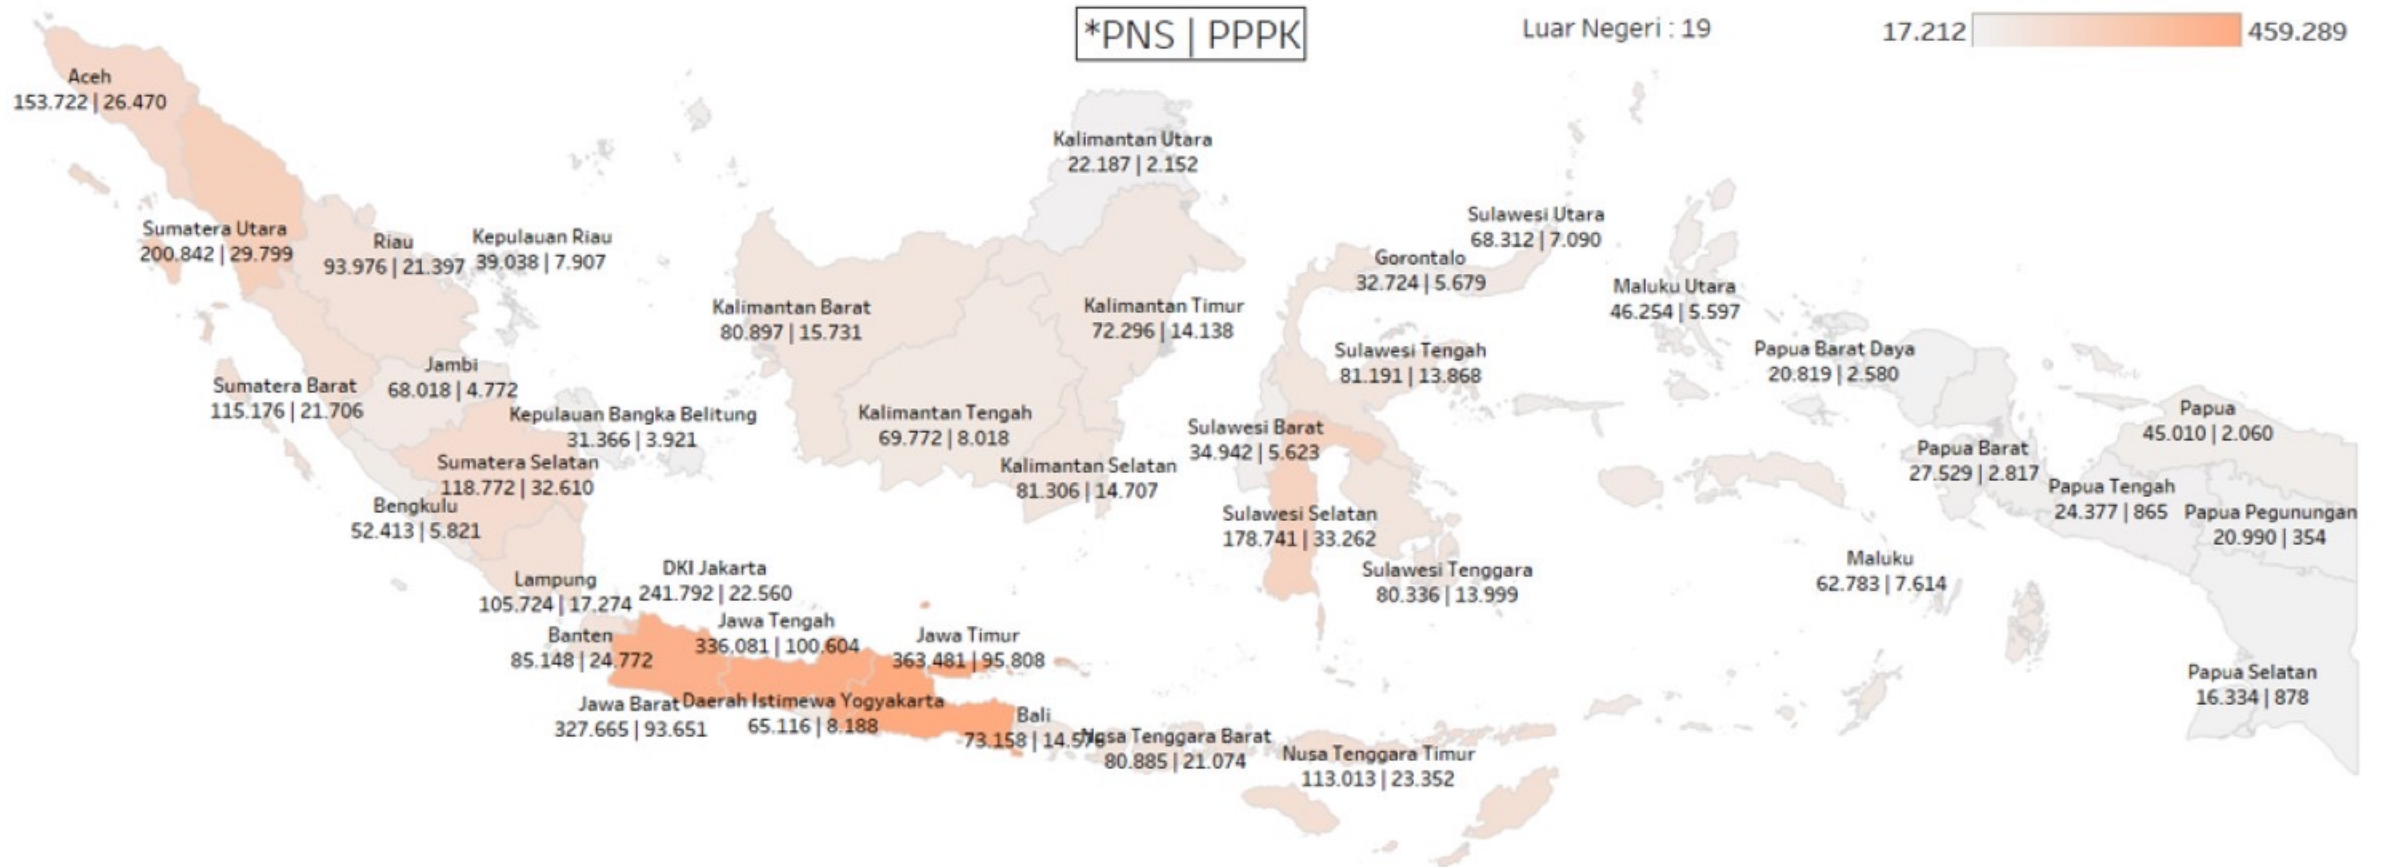 *PNS | PPPK
Luar Negeri : 19
17.212
459.289
Aceh
153.722 | 26.470
Sumatera Utara
200.842 | 29.799
Riau
93.976 | 21.397
Kepulauan Riau
39.038 | 7.907
Sumatera Barat
115.176 | 21.706
Jambi
68.018 | 4.772
Kepulauan Bangka Belitung
31.366 | 3.921
Sumatera Selatan
118.772 | 32.610
Bengkulu
52.413 | 5.821
Lampung
105.724 | 17.274
DKI Jakarta
241.792 | 22.560
Banten
85.148 | 24.772
Jawa Tengah
336.081 | 100.604
Jawa Timur
363.481 | 95.808
Jawa Barat
327.665 | 93.651
Daerah Istimewa Yogyakarta
65.116 | 8.188
Bali
73.158 | 14.576
Nusa Tenggara Barat
80.885 | 21.074
Nusa Tenggara Timur
113.013 | 23.352
Kalimantan Utara
22.187 | 2.152
Kalimantan Barat
80.897 | 15.731
Kalimantan Timur
72.296 | 14.138
Kalimantan Tengah
69.772 | 8.018
Kalimantan Selatan
81.306 | 14.707
Sulawesi Utara
68.312 | 7.090
Gorontalo
32.724 | 5.679
Sulawesi Tengah
81.191 | 13.868
Sulawesi Barat
34.942 | 5.623
Sulawesi Selatan
178.741 | 33.262
Sulawesi Tenggara
80.336 | 13.999
Maluku Utara
46.254 | 5.597
Maluku
62.783 | 7.614
Papua Barat Daya
20.819 | 2.580
Papua Barat
27.529 | 2.817
Papua
45.010 | 2.060
Papua Tengah
24.377 | 865
Papua Pegunungan
20.990 | 354
Papua Selatan
16.334 | 878